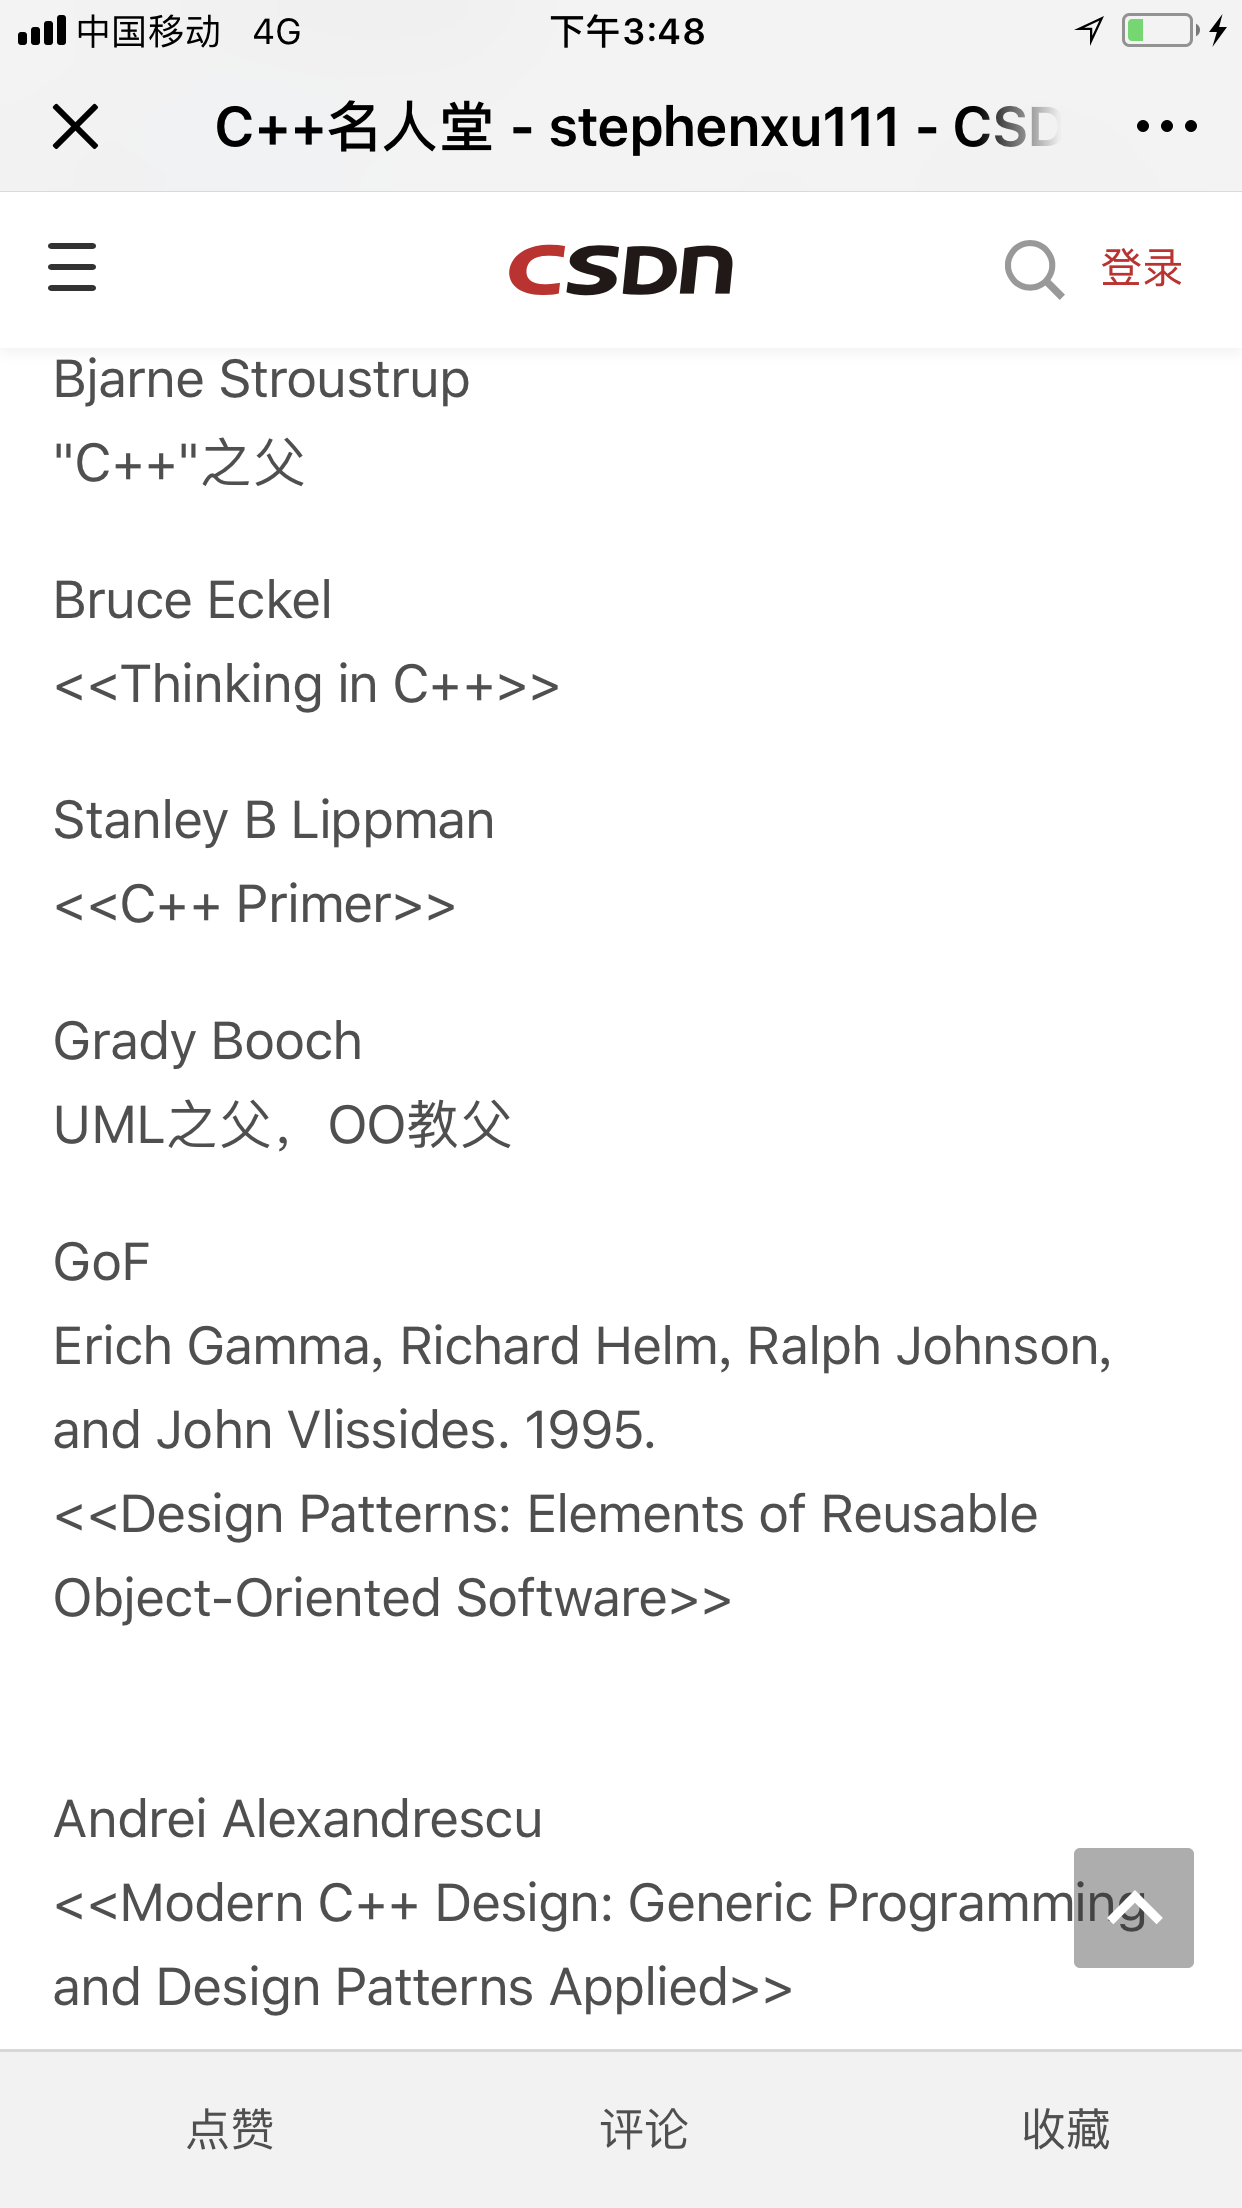 中国移动 4G 下午3:48
C++名人堂 - stephenxu111 - CSD
CSDN 登录
Bjarne Stroustrup
"C++"之父
Bruce Eckel
<<Thinking in C++>>
Stanley B Lippman
<<C++ Primer>>
Grady Booch
UML之父，OO教父
GoF
Erich Gamma, Richard Helm, Ralph Johnson,
and John Vlissides. 1995.
<<Design Patterns: Elements of Reusable
Object-Oriented Software>>
Andrei Alexandrescu
<<Modern C++ Design: Generic Programming
and Design Patterns Applied>>
点赞 评论 收藏